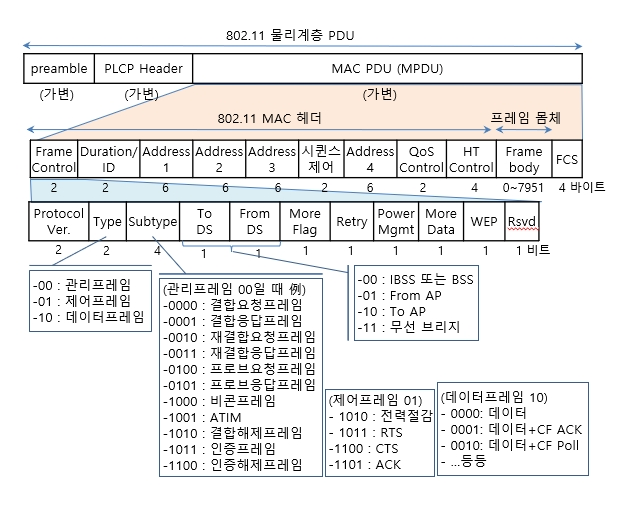 802.11 물리계층 PDU
preamble PLCP Header MAC PDU (MPDU)
(가변) (가변) (가변)
802.11 MAC 헤더 프레임 몸체
Frame Control Duration/ID Address 1 Address 2 Address 3 시퀀스 제어 Address 4 QoS Control HT Control Frame body FCS
2 2 6 6 6 2 6 2 4 0~7951 4 바이트
Protocol Ver. Type Subtype To DS From DS More Flag Retry Power Mgmt More Data WEP Rsvd
2 2 4 1 1 1 1 1 1 1 1 비트
-00 : 관리프레임
-01 : 제어프레임
-10 : 데이터프레임
(관리프레임 00일 때 例)
-0000 : 결합요청프레임
-0001 : 결합응답프레임
-0010 : 재결합요청프레임
-0011 : 재결합응답프레임
-0100 : 프로브요청프레임
-0101 : 프로브응답프레임
-1000 : 비콘프레임
-1001 : ATIM
-1010 : 결합해제프레임
-1011 : 인증프레임
-1100 : 인증해제프레임
-00 : IBSS 또는 BSS
-01 : From AP
-10 : To AP
-11 : 무선 브리지
(제어프레임 01)
- 1010 : 전력절감
- 1011 : RTS
-1100 : CTS
-1101 : ACK
(데이터프레임 10)
- 0000: 데이터
- 0001: 데이터+CF ACK
- 0010: 데이터+CF Poll
- ...등등